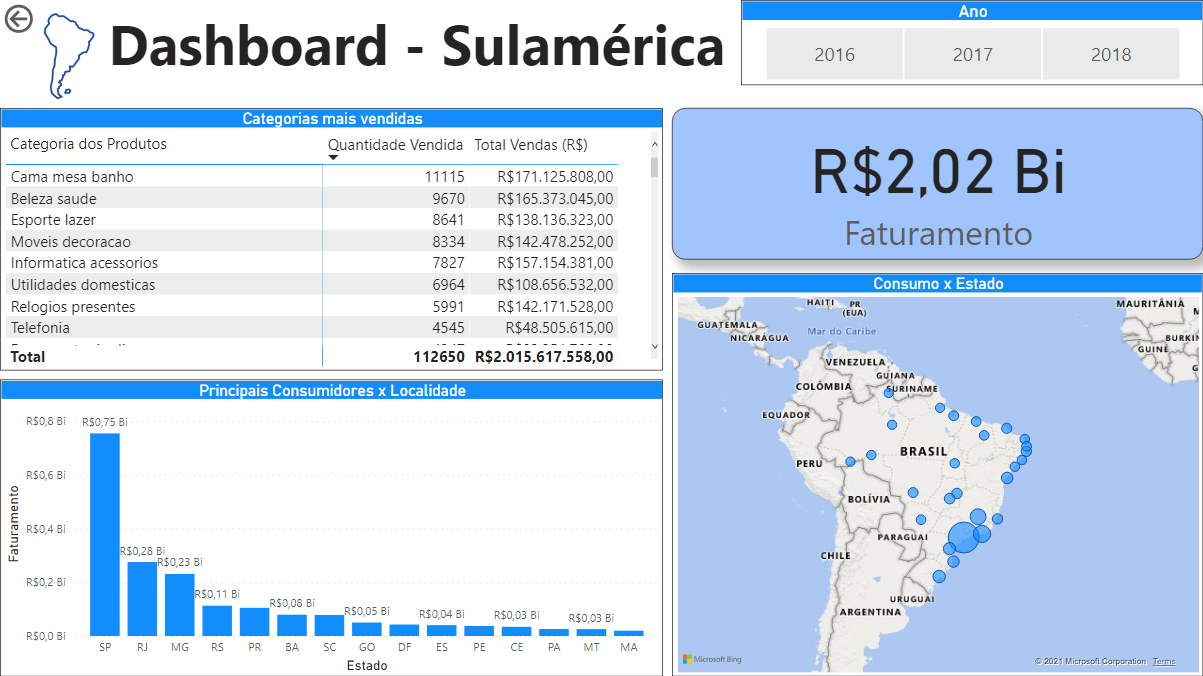 Dashboard - Sulamérica
Ano
2016 2017 2018
Categorias mais vendidas
Categoria dos Produtos Quantidade Vendida Total Vendas (R$)
Cama mesa banho 11115 R$171.125.808,00
Beleza saude 9670 R$165.373.045,00
Esporte lazer 8641 R$138.136.323,00
Moveis decoracao 8334 R$142.478.252,00
Informatica acessorios 7827 R$157.154.381,00
Utilidades domesticas 6964 R$108.656.532,00
Relogios presentes 5991 R$142.171.528,00
Telefonia 4545 R$48.505.615,00
Total 112650 R$2.015.617.558,00
R$2,02 Bi
Faturamento
Principais Consumidores x Localidade
Faturamento
R$0,8 Bi
R$0,6 Bi
R$0,4 Bi
R$0,2 Bi
R$0,0 Bi
R$0,75 Bi
R$0,28 Bi
R$0,23 Bi
R$0,11 Bi
R$0,08 Bi
R$0,05 Bi
R$0,04 Bi
R$0,03 Bi
R$0,03 Bi
SP RJ MG RS PR BA SC GO DF ES PE CE PA MT MA
Estado
Consumo x Estado
HAITI
PR
(EUA)
MAURITÂNIA
GUATEMALA
Mar do Caribe
NICARÁGUA
BURKIN
GUINÉ
VENEZUELA
GUIANA
COLÔMBIA
SURINAME
EQUADOR
BRASIL
PERU
BOLÍVIA
PARAGUAI
CHILE
URUGUAI
ARGENTINA
Microsoft Bing
© 2021 Microsoft Corporation Terms